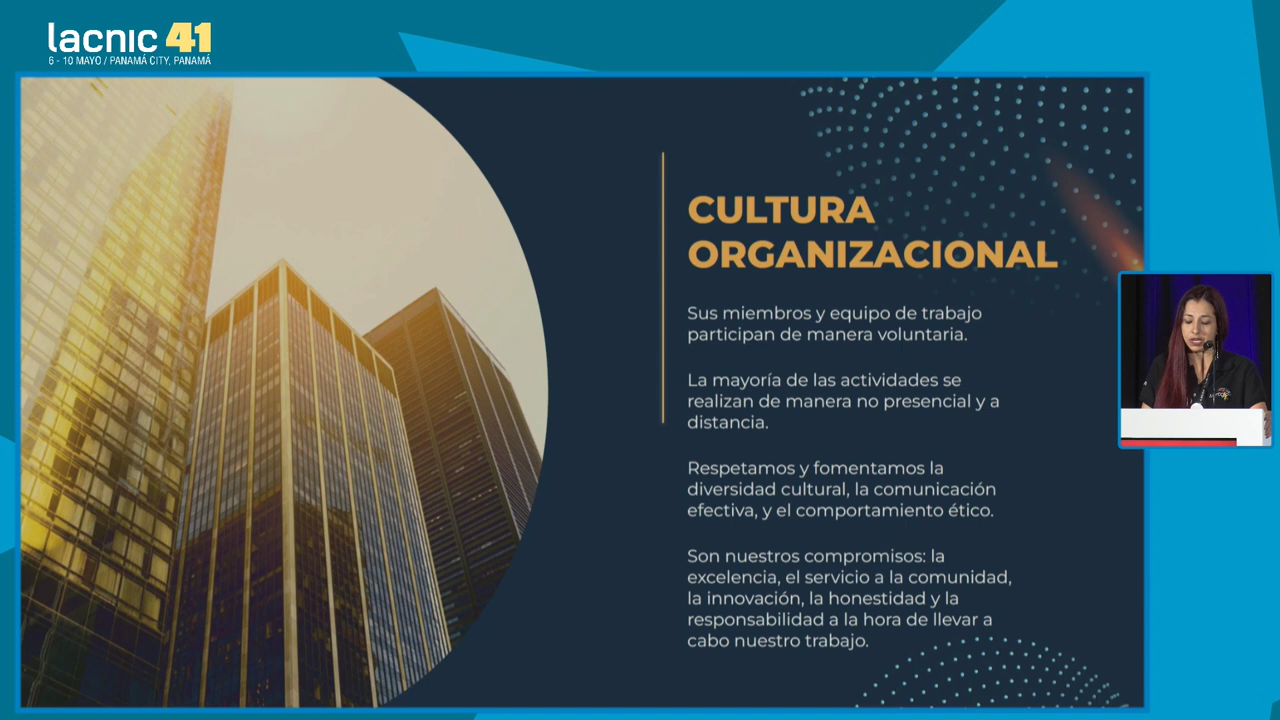 lacnic 41
6 - 10 MAYO / PANAMÁ CITY, PANAMÁ
CULTURA
ORGANIZACIONAL
Sus miembros y equipo de trabajo
participan de manera voluntaria.
La mayoría de las actividades se
realizan de manera no presencial y a
distancia.
Respetamos y fomentamos la
diversidad cultural, la comunicación
efectiva, y el comportamiento ético.
Son nuestros compromisos: la
excelencia, el servicio a la comunidad,
la innovación, la honestidad y la
responsabilidad a la hora de llevar a
cabo nuestro trabajo.